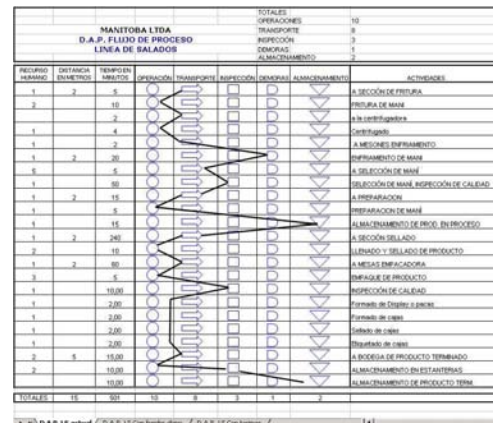 TOTALES
OPERACIONES 10
MANITOBA LTDA TRANSPORTE 8
D.A.P. FLUJO DE PROCESO INSPECCIÓN 3
LINEA DE SALADOS DEMORAS 1
ALMACENAMIENTO 2
RECURSO HUMANO DISTANCIA EN METROS TIEMPO EN MINUTOS OPERACIÓN TRANSPORTE INSPECCIÓN DEMORAS ALMACENAMIENTO ACTIVIDADES
1 2 5 A SECCIÓN DE FRITURA
2 10 FRITURA DE MANI
2 a la centrifugadora
1 4 Centrifugado
1 2 A MESONES ENFRIAMIENTO
1 2 20 ENFRIAMIENTO DE MANI
5 5 A SELECCIÓN DE MANÍ
1 50 SELECCIÓN DE MANÍ, INSPECCIÓN DE CALIDAD
1 2 15 A PREPARACION
1 5 PREPARACION DE MANÍ
1 15 ALMACENAMIENTO DE PROD. EN PROCESO
1 2 240 A SECCIÓN SELLADO
2 10 LLENADO Y SELLADO DE PRODUCTO
1 2 60 A MESAS EMPACADORA
3 5 EMPAQUE DE PRODUCTO
1 10,00 INSPECCIÓN DE CALIDAD
1 2,00 Formado de Display o pacas
1 2,00 Formado de cajas
1 2,00 Sellado de cajas
1 2,00 Etiquetado de cajas
2 5 15,00 A BODEGA DE PRODUCTO TERMINADO
2 10,00 ALMACENAMIENTO EN ESTANTERIAS
10,00 ALMACENAMIENTO DE PRODUCTO TERM.
TOTALES 15 501 10 8 3 1 2